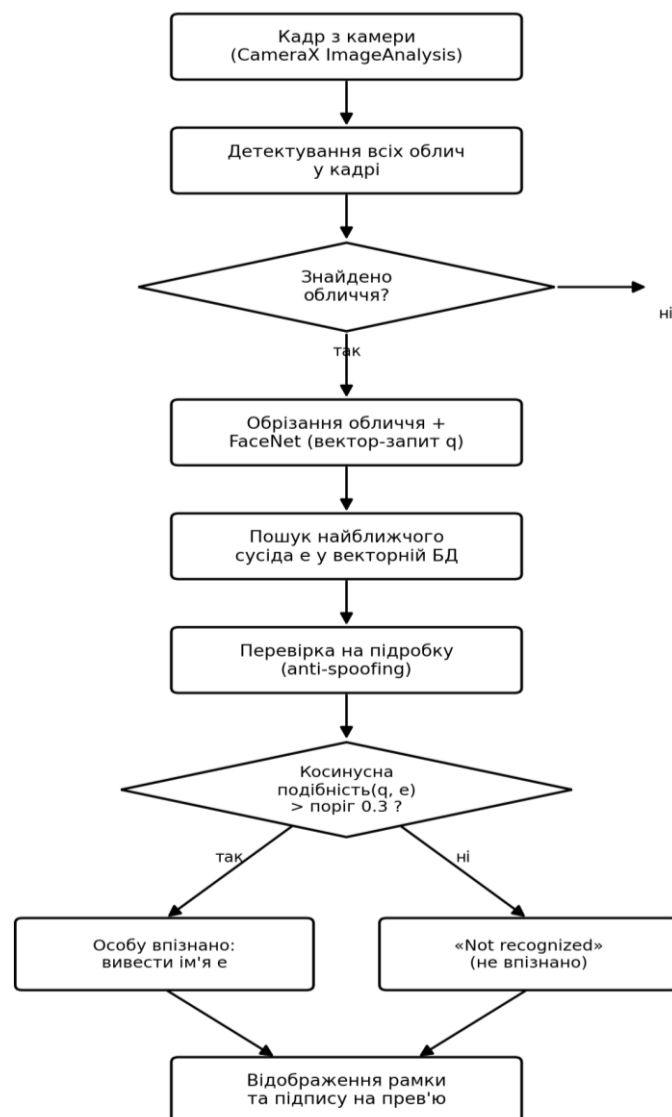 Кадр з камери
(CameraX ImageAnalysis)
Детектування всіх облич
у кадрі
Знайдено
обличчя?
ні
так
Обрізання обличчя +
FaceNet (вектор-запит q)
Пошук найближчого
сусіда e у векторній БД
Перевірка на підробку
(anti-spoofing)
Косинусна
подібність(q, e)
> поріг 0.3 ?
так
ні
Особу впізнано:
вивести ім'я e
«Not recognized»
(не впізнано)
Відображення рамки
та підпису на прев'ю